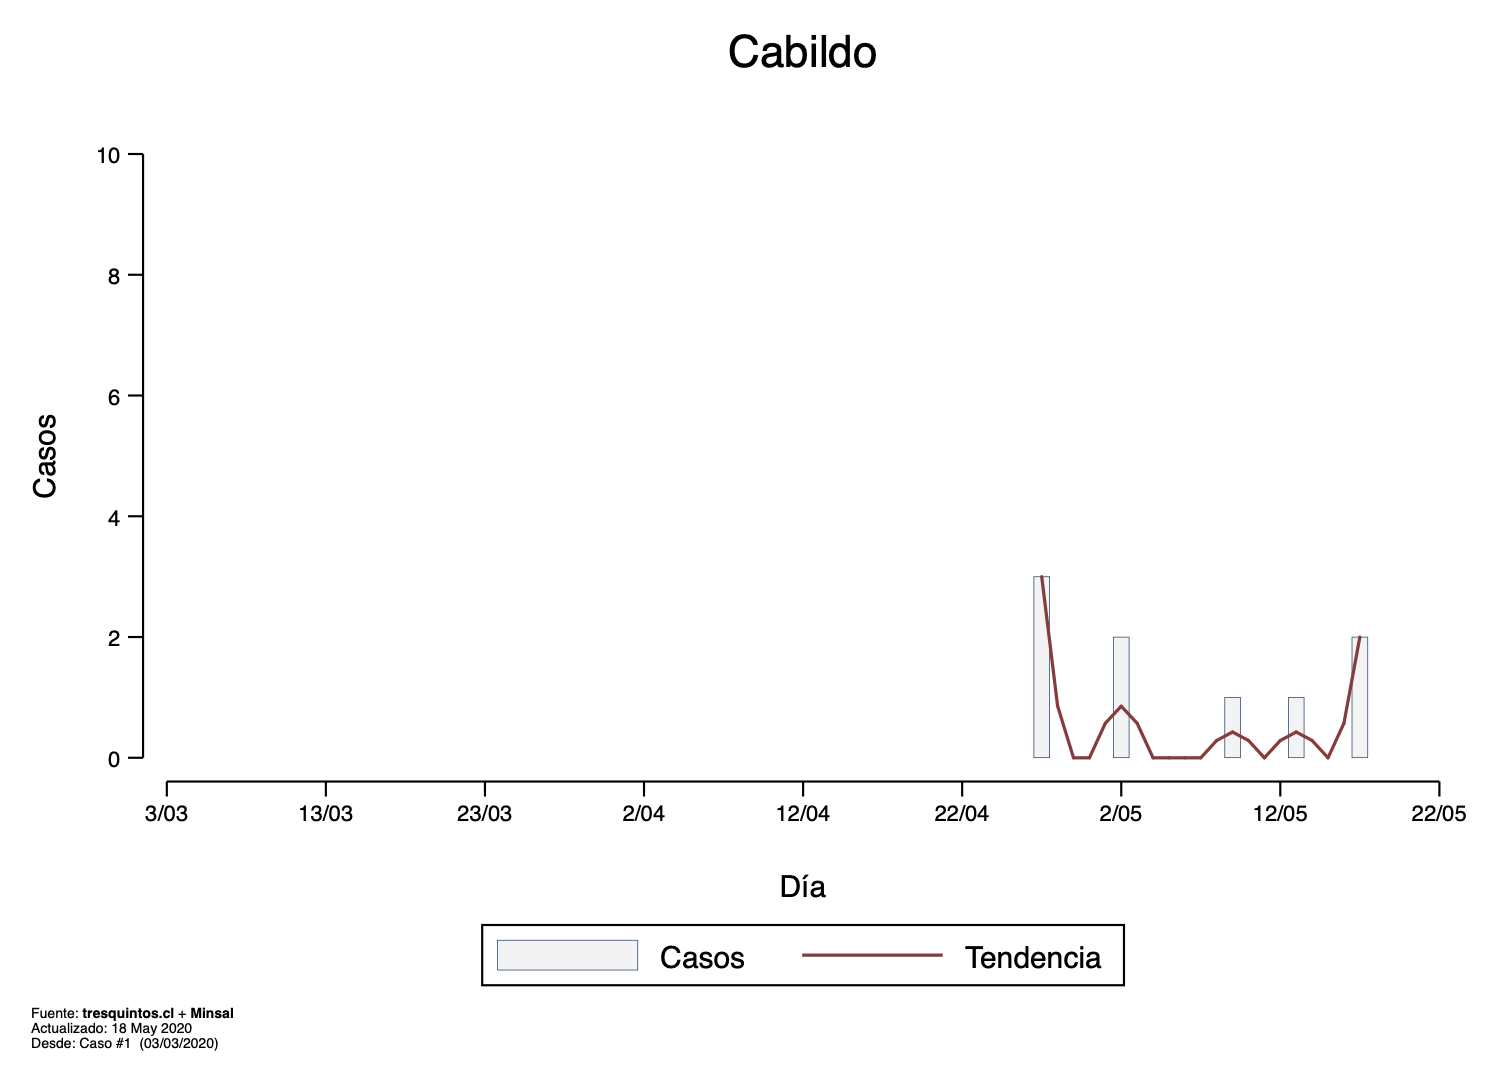 Cabildo
10
8
6
4
2
0
Casos
3/03 13/03 23/03 2/04 12/04 22/04 2/05 12/05 22/05
Día
Casos Tendencia
Fuente: tresquintos.cl + Minsal
Actualizado: 18 May 2020
Desde: Caso #1 (03/03/2020)